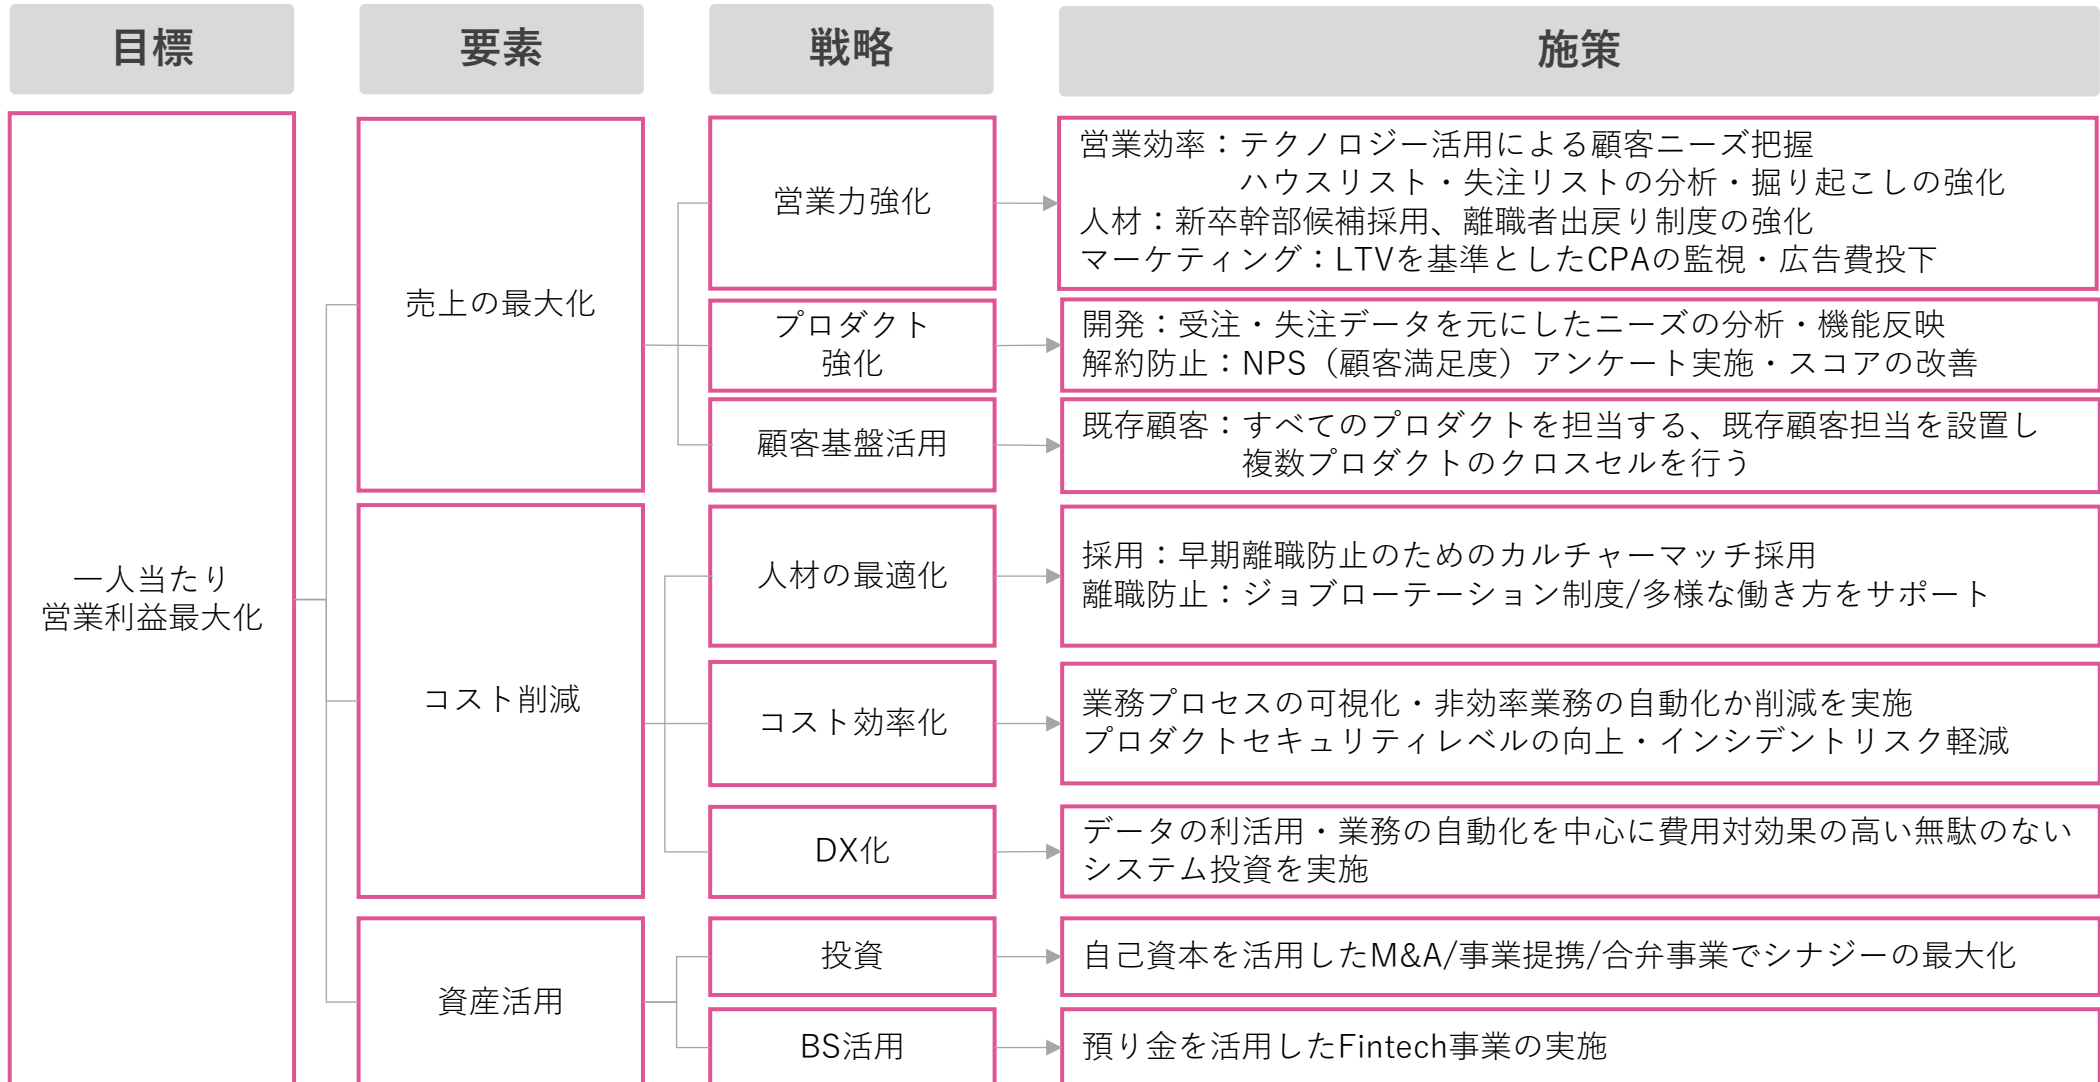 目標
要素
戦略
施策
一人当たり
営業利益最大化
売上の最大化
営業力強化
営業効率：テクノロジー活用による顧客ニーズ把握
ハウスリスト・失注リストの分析・掘り起こしの強化
人材：新卒幹部候補採用、離職者出戻り制度の強化
マーケティング：LTVを基準としたCPAの監視・広告費投下
プロダクト
強化
開発：受注・失注データを元にしたニーズの分析・機能反映
解約防止：NPS（顧客満足度）アンケート実施・スコアの改善
顧客基盤活用
既存顧客：すべてのプロダクトを担当する、既存顧客担当を設置し
複数プロダクトのクロスセルを行う
コスト削減
人材の最適化
採用：早期離職防止のためのカルチャーマッチ採用
離職防止：ジョブローテーション制度/多様な働き方をサポート
コスト効率化
業務プロセスの可視化・非効率業務の自動化か削減を実施
プロダクトセキュリティレベルの向上・インシデントリスク軽減
DX化
データの利活用・業務の自動化を中心に費用対効果の高い無駄のない
システム投資を実施
資産活用
投資
自己資本を活用したM&A/事業提携/合弁事業でシナジーの最大化
BS活用
預り金を活用したFintech事業の実施